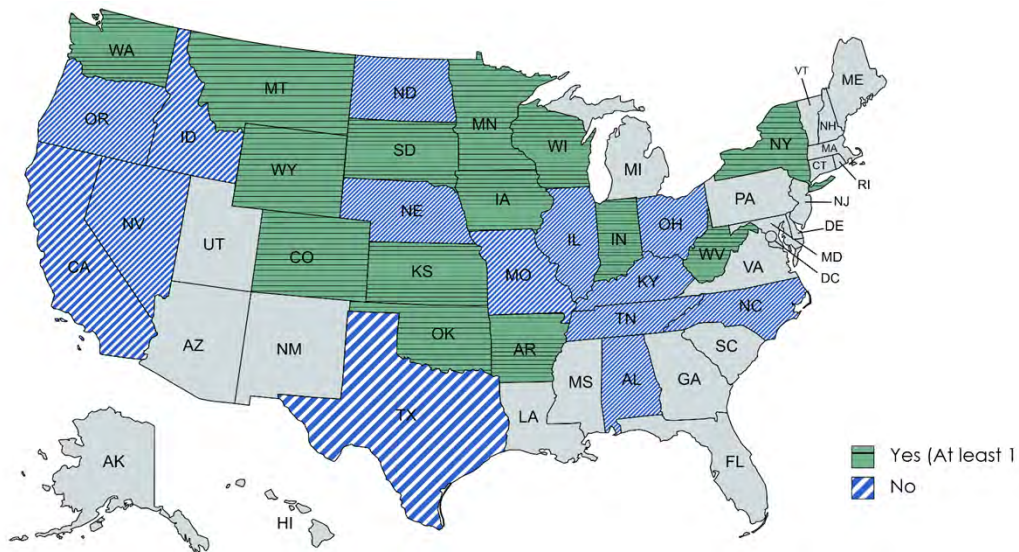 WA
MT
ND
MN
VT
ME
OR
ID
SD
WI
NY
NH
MA
CT
RI
WY
MI
IA
PA
NJ
NE
OH
DE
NV
UT
CO
IL
IN
WV
MD
CA
KS
MO
KY
VA
DC
AZ
NM
OK
AR
TN
NC
SC
TX
MS
AL
GA
LA
FL
AK
HI
Yes (At least 1
No